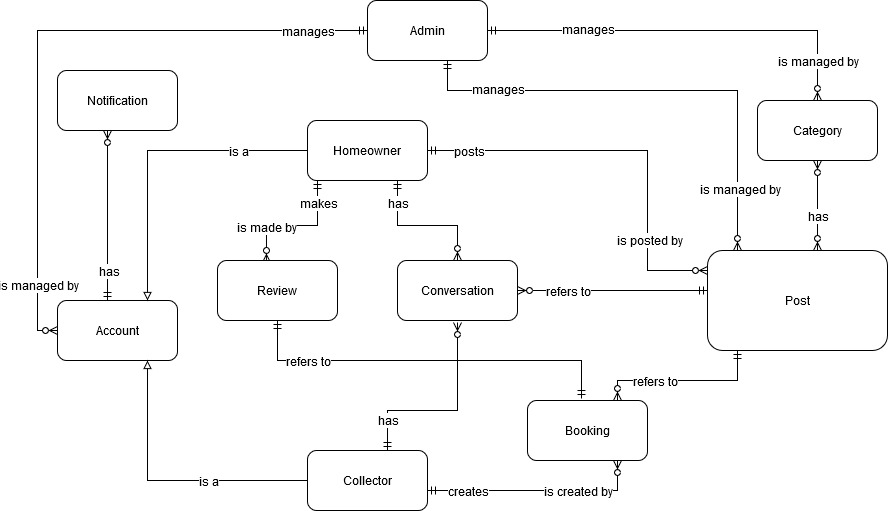 Admin
manages
manages
is managed by
Notification
manages
Category
Homeowner
is a
posts
is managed by
makes
has
has
is made by
is posted by
has
is managed by
Review
Conversation
refers to
Post
Account
refers to
refers to
has
Booking
is a
Collector
creates
is created by